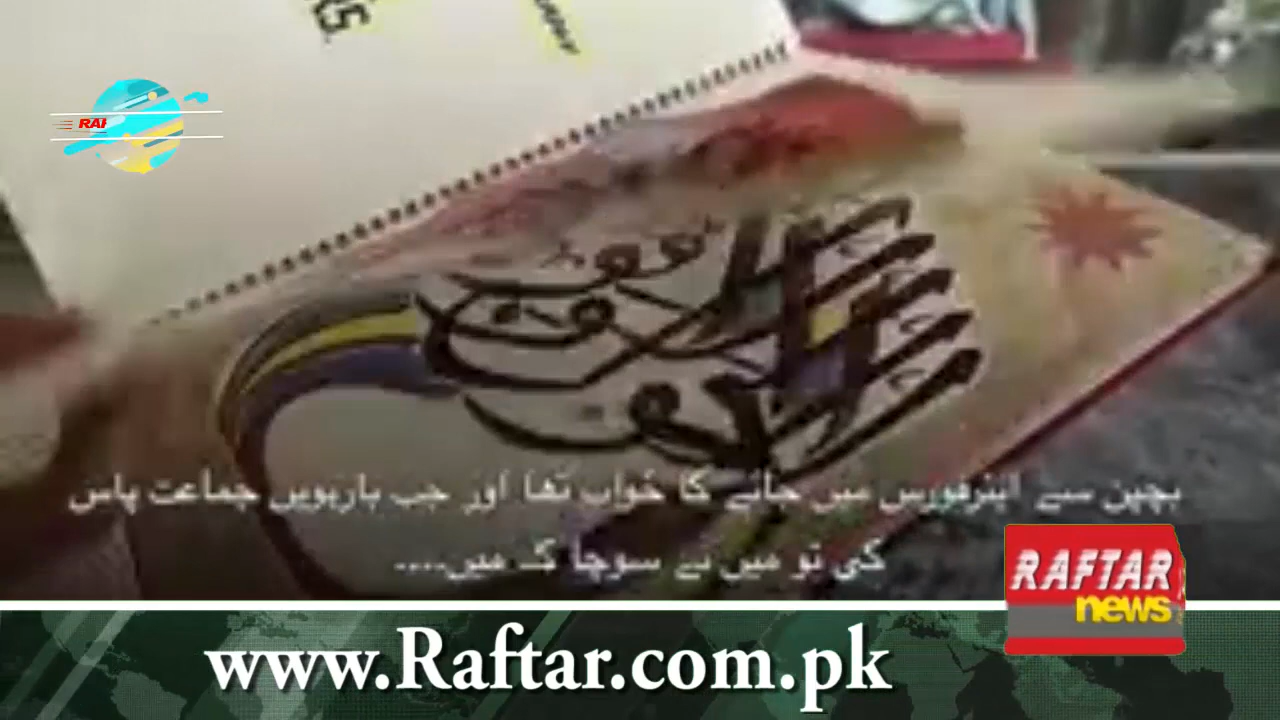 RAF
بچپن سے ایئرفورس میں جانے کا خواب تھا اور جب بارہویں جماعت پاس
کی تو میں نے سوچا کہ میں....
RAFTAR
news
www.Raftar.com.pk